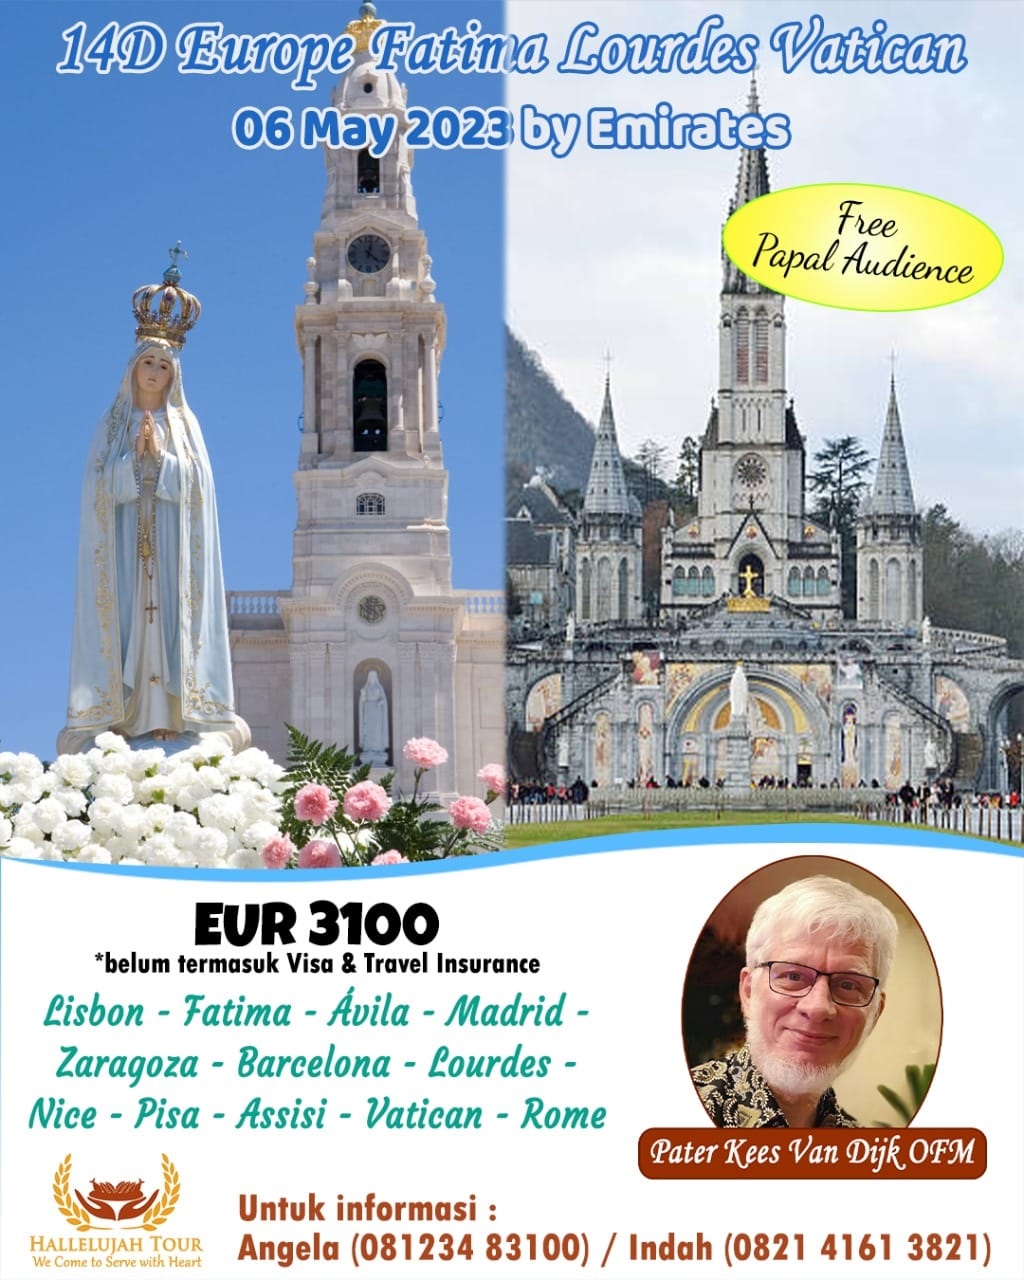 14D Europe Fatima Lourdes Vatican
06 May 2023 by Emirates
Free
Papal Audience
EUR 3100
*belum termasuk Visa & Travel Insurance
Lisbon - Fatima - Ávila - Madrid -
Zaragoza - Barcelona - Lourdes -
Nice - Pisa - Assisi - Vatican - Rome
Pater Kees Van Dijk OFM
HALLELUJAH TOUR
We Come to Serve with Heart
Untuk informasi :
Angela (081234 83100) / Indah (0821 4161 3821)